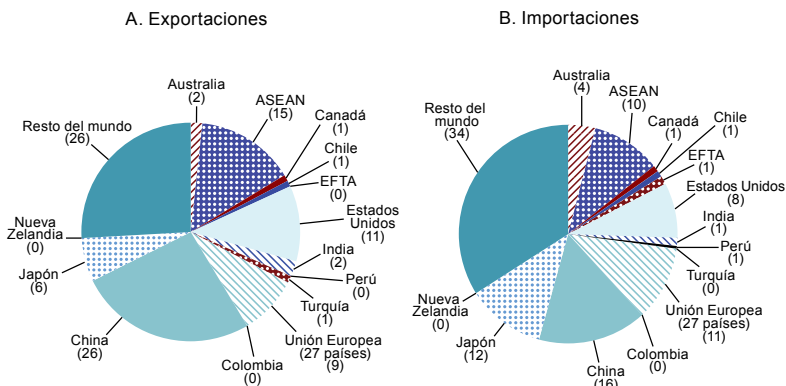 A. Exportaciones
Australia
(2)
ASEAN
(15)
Canadá
(1)
Chile
(1)
EFTA
(0)
Estados
Unidos
(11)
India
(2)
Perú
(0)
Turquía
(1)
Unión Europea
(27 países)
(9)
Colombia
(0)
China
(26)
Japón
(6)
Nueva
Zelandia
(0)
Resto del mundo
(26)
B. Importaciones
Australia
(4)
ASEAN
(10)
Canadá
(1)
Chile
(1)
EFTA
(1)
Estados Unidos
(8)
India
(1)
Perú
(1)
Turquía
(0)
Unión Europea
(27 países)
(11)
Colombia
(0)
China
(16)
Japón
(12)
Nueva
Zelandia
(0)
Resto del
mundo
(34)